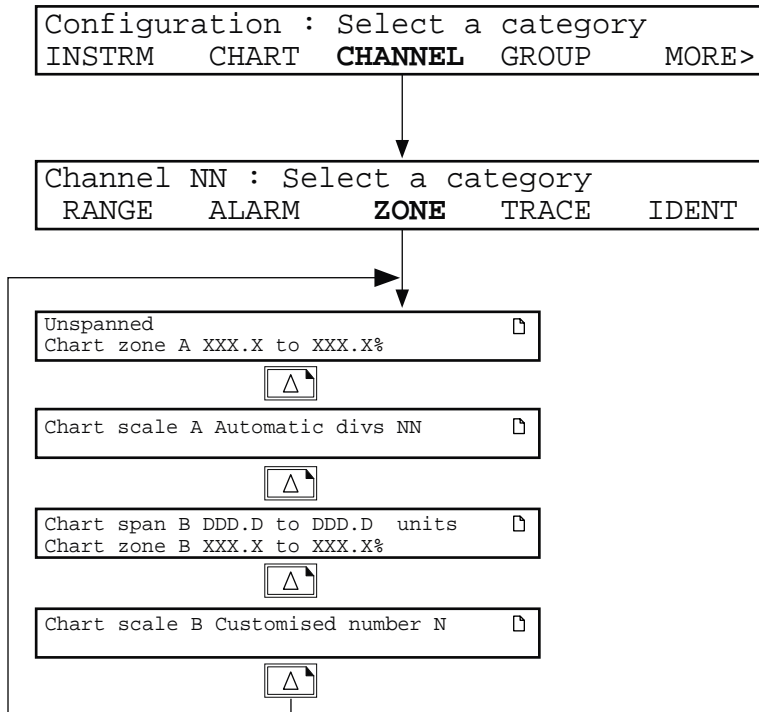 Configuration : Select a category
INSTRM CHART CHANNEL GROUP MORE>
Channel NN : Select a category
RANGE ALARM ZONE TRACE IDENT
Unspanned
Chart zone A XXX.X to XXX.X%
Chart scale A Automatic divs NN
Chart span B DDD.D to DDD.D units
Chart zone B XXX.X to XXX.X%
Chart scale B Customised number N